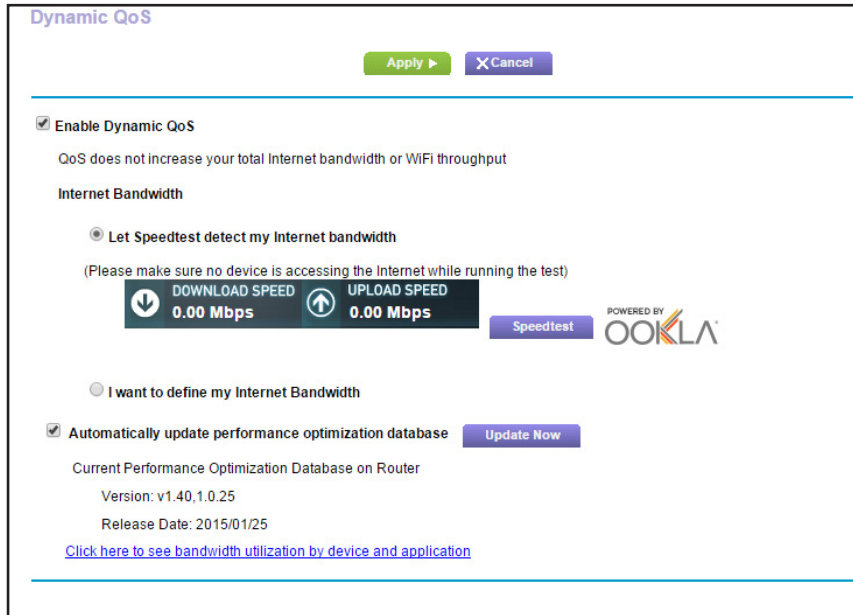 Dynamic QoS
Apply
Cancel
Enable Dynamic QoS
QoS does not increase your total Internet bandwidth or WiFi throughput
Internet Bandwidth
Let Speedtest detect my Internet bandwidth
(Please make sure no device is accessing the Internet while running the test)
DOWNLOAD SPEED
0.00 Mbps
UPLOAD SPEED
0.00 Mbps
Speedtest
POWERED BY
OOKLA
I want to define my Internet Bandwidth
Automatically update performance optimization database
Update Now
Current Performance Optimization Database on Router
Version: v1.40,1.0.25
Release Date: 2015/01/25
Click here to see bandwidth utilization by device and application